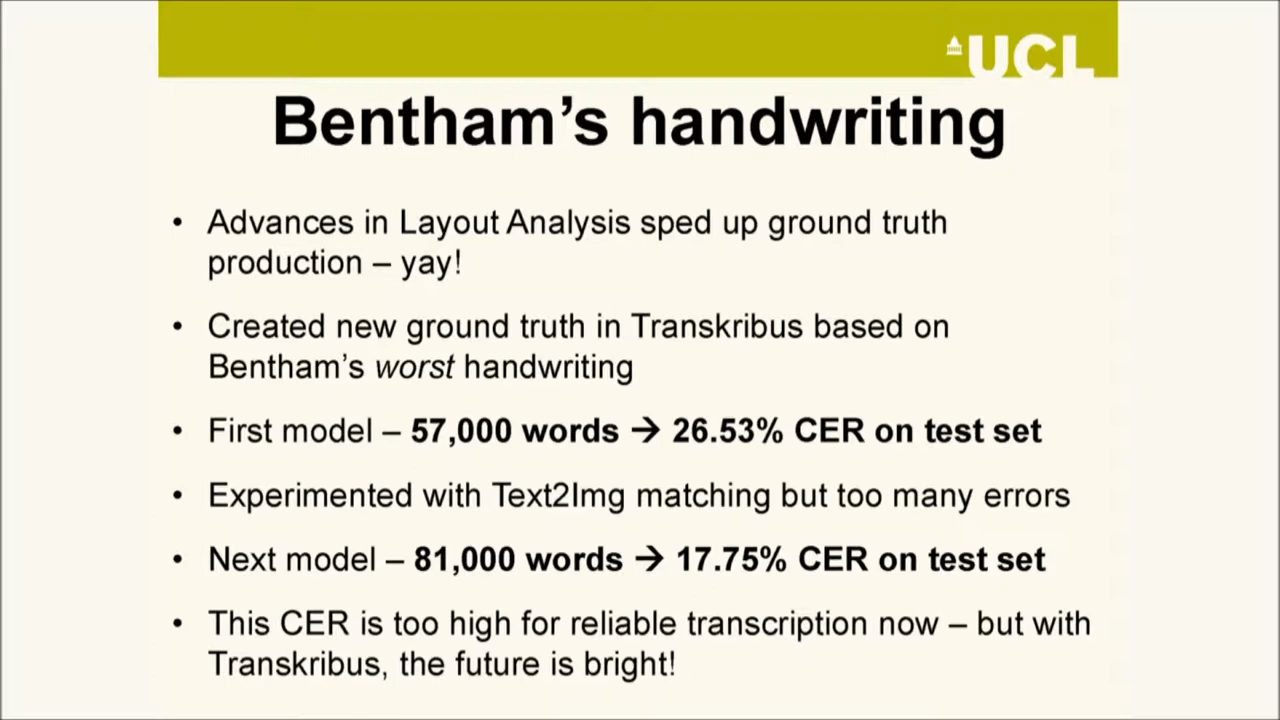 UCL
Bentham's handwriting
• Advances in Layout Analysis sped up ground truth
production – yay!
• Created new ground truth in Transkribus based on
Bentham's worst handwriting
• First model – 57,000 words → 26.53% CER on test set
• Experimented with Text2Img matching but too many errors
• Next model – 81,000 words → 17.75% CER on test set
• This CER is too high for reliable transcription now – but with
Transkribus, the future is bright!